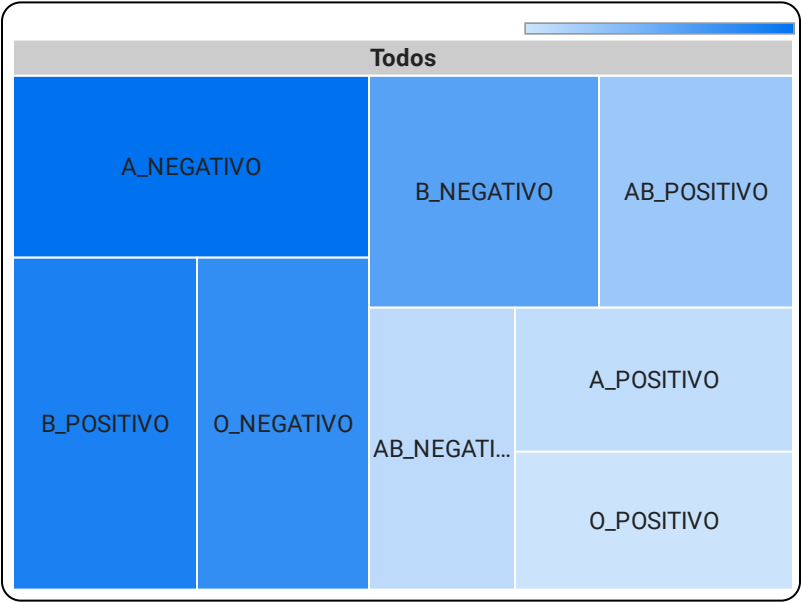 Todos
A_NEGATIVO
B_NEGATIVO
AB_POSITIVO
B_POSITIVO
O_NEGATIVO
AB_NEGATI...
A_POSITIVO
O_POSITIVO